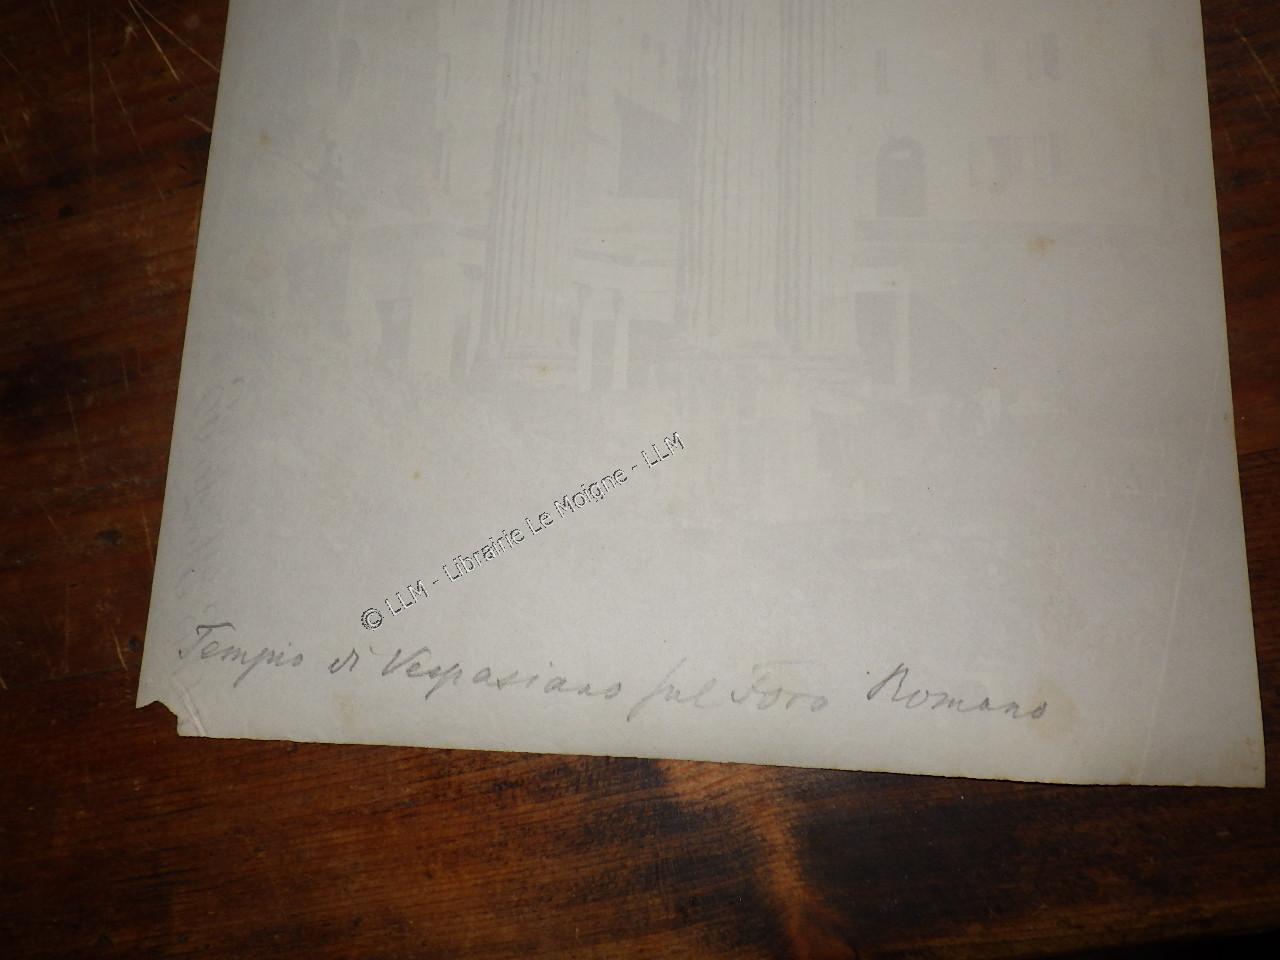 © LLM - Librairie Le Moigne - LLM
Tempio di Vespasiano sul Foro Romano